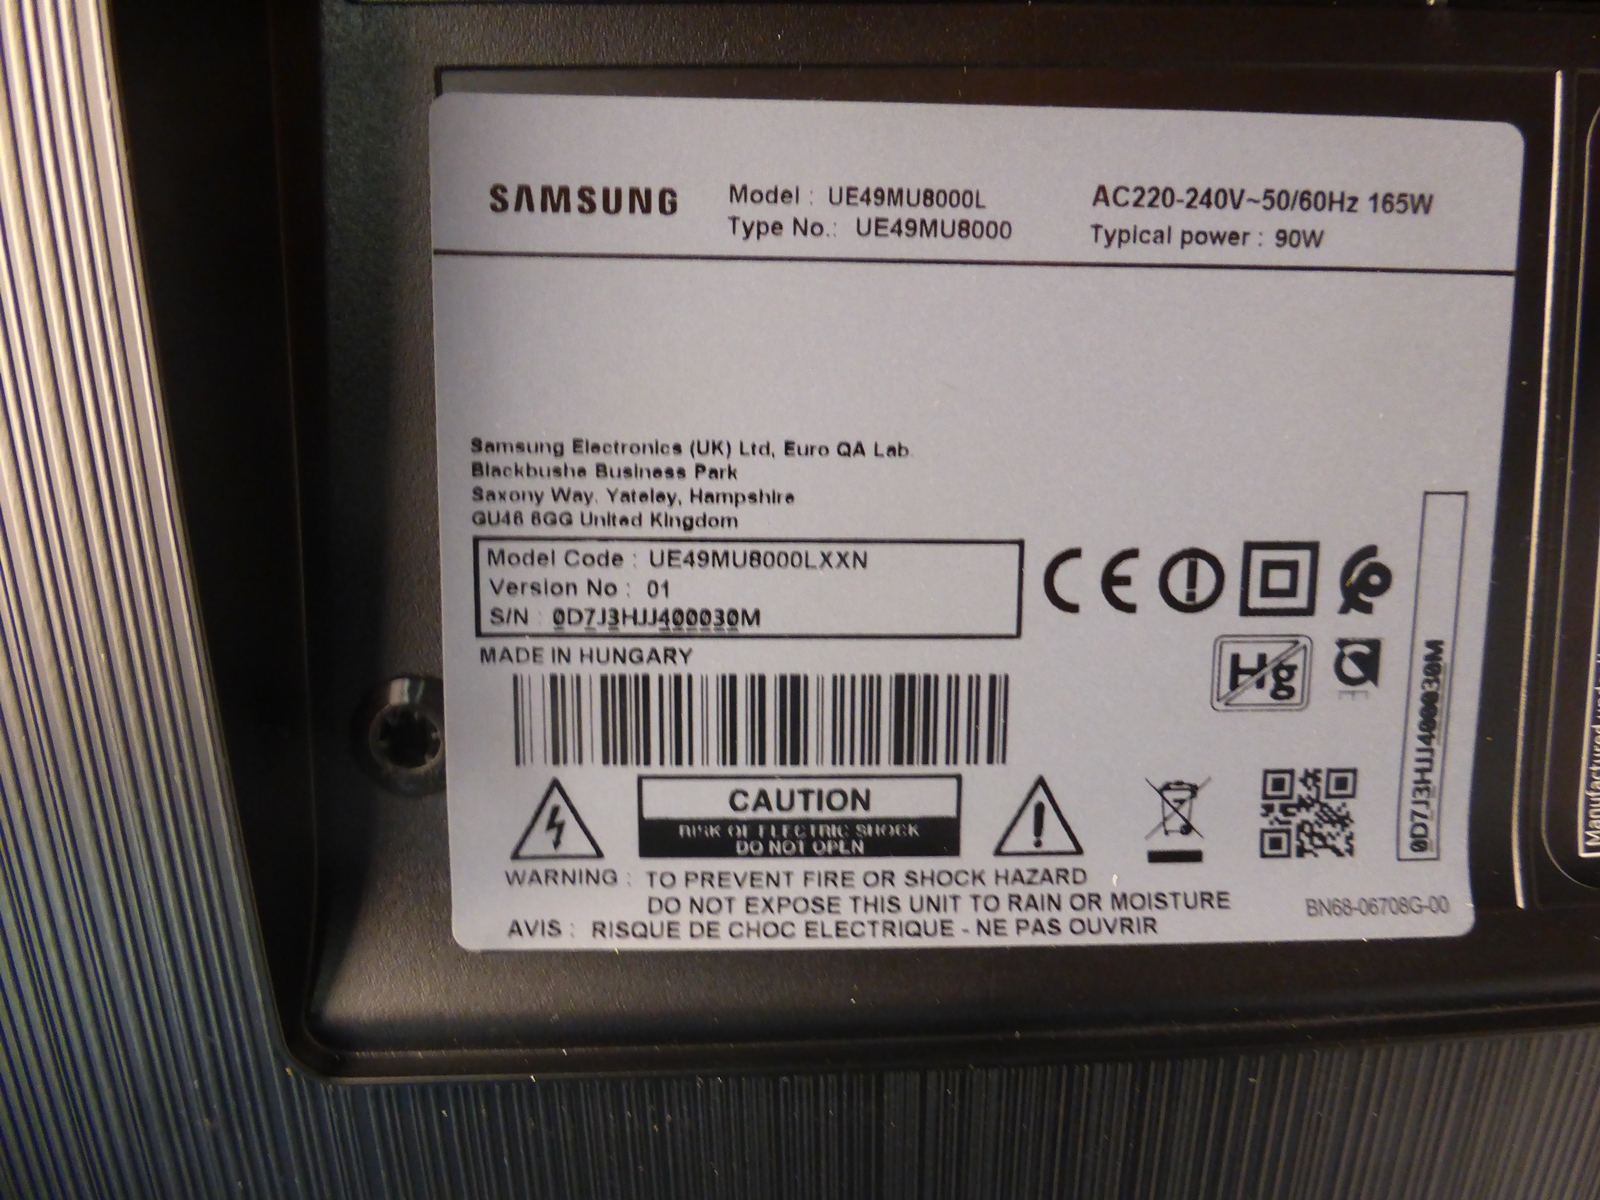 SAMSUNG
Model : UE49MU8000L
Type No.: UE49MU8000
AC220-240V~50/60Hz 165W
Typical power : 90W
Samsung Electronics (UK) Ltd, Euro QA Lab.
Blackbushe Business Park
Saxony Way, Yateley, Hampshire
GU46 6GG United Kingdom
Model Code : UE49MU8000LXXN
Version No : 01
S/N : 0D7J3HJJ400030M
MADE IN HUNGARY
CE
Hg
0D7J3HJJ400030M
CAUTION
RISK OF ELECTRIC SHOCK
DO NOT OPEN
WARNING : TO PREVENT FIRE OR SHOCK HAZARD
DO NOT EXPOSE THIS UNIT TO RAIN OR MOISTURE
AVIS : RISQUE DE CHOC ELECTRIQUE - NE PAS OUVRIR
BN68-06708G-00
Manufactured